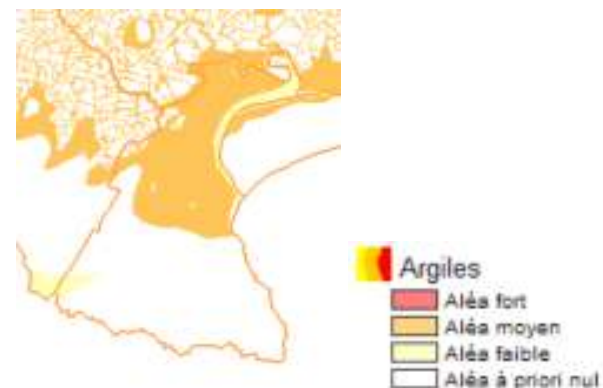 Argiles
Aléa fort
Aléa moyen
Aléa faible
Aléa à priori nul